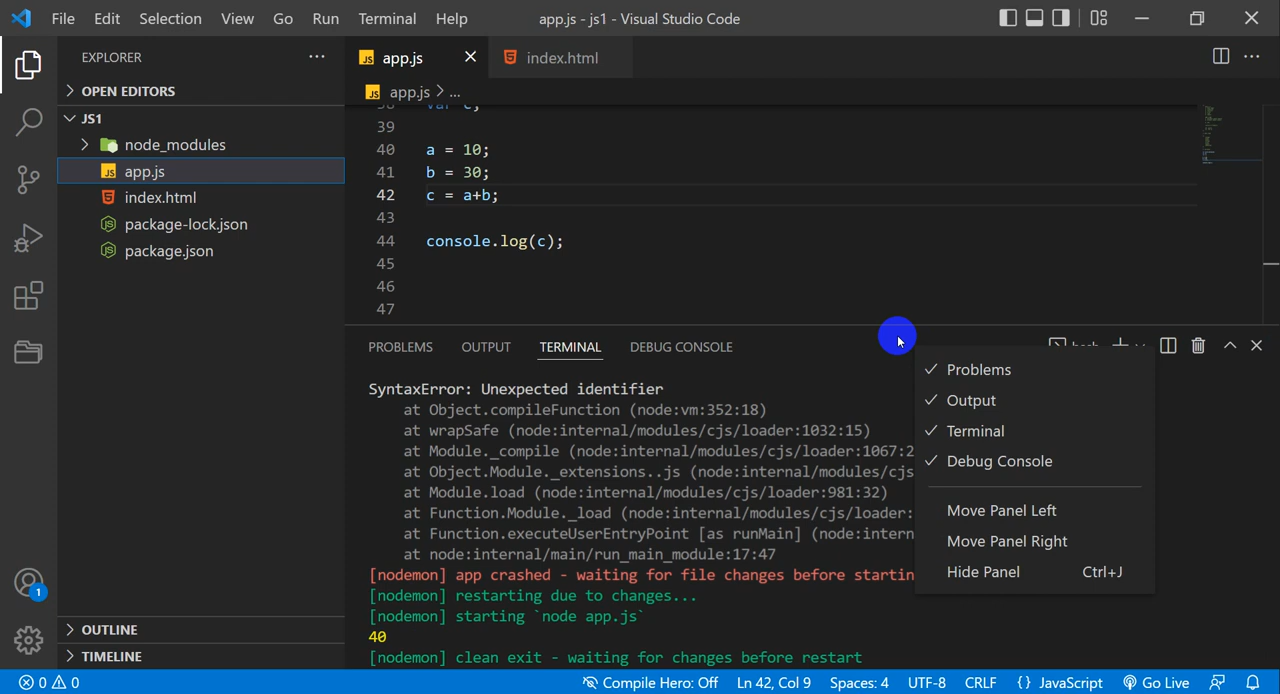 File Edit Selection View Go Run Terminal Help app.js - js1 - Visual Studio Code
EXPLORER
OPEN EDITORS
JS1
node_modules
app.js
index.html
package-lock.json
package.json
OUTLINE
TIMELINE
1
app.js index.html
app.js > ...
38 var c;
39
40 a = 10;
41 b = 30;
42 c = a+b;
43
44 console.log(c);
45
46
47
PROBLEMS OUTPUT TERMINAL DEBUG CONSOLE bash
SyntaxError: Unexpected identifier
at Object.compileFunction (node:vm:352:18)
at wrapSafe (node:internal/modules/cjs/loader:1032:15)
at Module._compile (node:internal/modules/cjs/loader:1067:2
at Object.Module._extensions..js (node:internal/modules/cjs
at Module.load (node:internal/modules/cjs/loader:981:32)
at Function.Module._load (node:internal/modules/cjs/loader:
at Function.executeUserEntryPoint [as runMain] (node:intern
at node:internal/main/run_main_module:17:47
[nodemon] app crashed - waiting for file changes before startin
[nodemon] restarting due to changes...
[nodemon] starting `node app.js`
40
[nodemon] clean exit - waiting for changes before restart
Problems
Output
Terminal
Debug Console
Move Panel Left
Move Panel Right
Hide Panel Ctrl+J
0 0 Compile Hero: Off Ln 42, Col 9 Spaces: 4 UTF-8 CRLF {} JavaScript Go Live